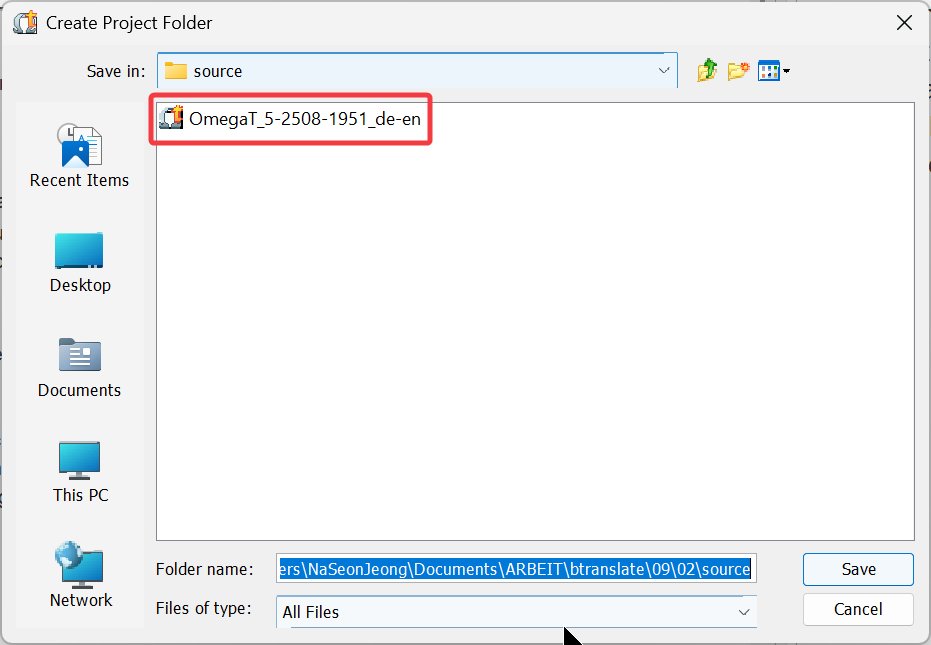 Create Project Folder
Save in:
source
OmegaT_5-2508-1951_de-en
Recent Items
Desktop
Documents
This PC
Network
Folder name:
ers\NaSeonJeong\Documents\ARBEIT\btranslate\09\02\source
Save
Files of type:
All Files
Cancel